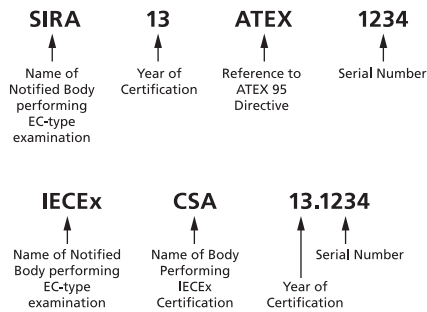 SIRA 13 ATEX 1234
Name of Notified Body performing EC-type examination
Year of Certification
Reference to ATEX 95 Directive
Serial Number
IECEx CSA 13.1234
Name of Notified Body performing EC-type examination
Name of Body Performing IECEx Certification
Year of Certification
Serial Number